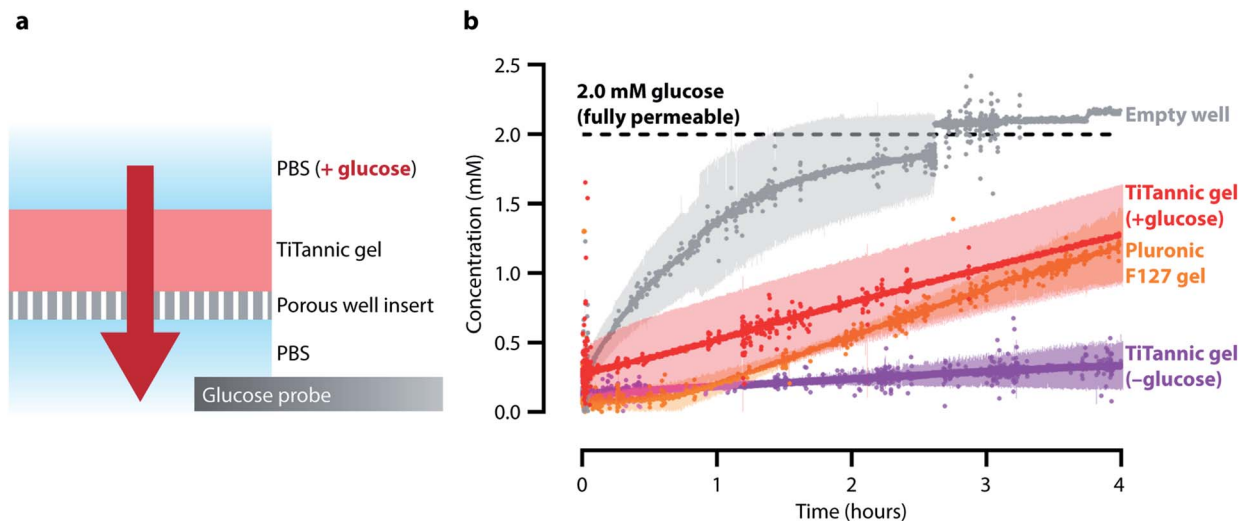 a
PBS (+ glucose)
TiTannic gel
Porous well insert
PBS
Glucose probe
b
Concentration (mM)
2.5
2.0
1.5
1.0
0.5
0.0
2.0 mM glucose
(fully permeable)
Empty well
TiTannic gel
(+glucose)
Pluronic
F127 gel
TiTannic gel
(−glucose)
0
1
2
3
4
Time (hours)